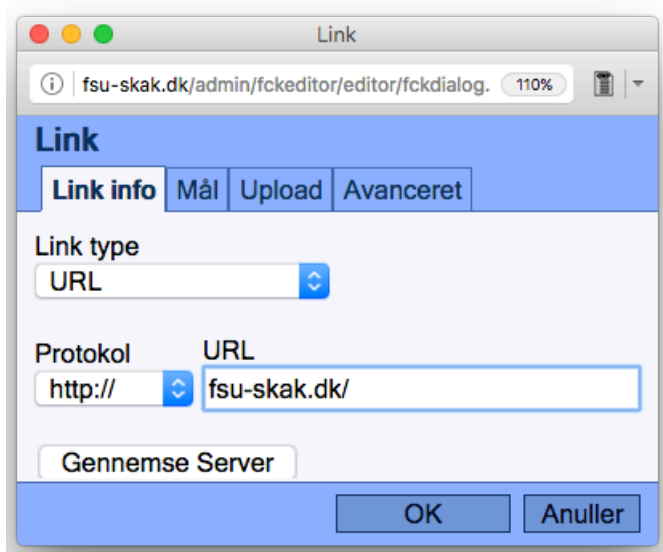 Link
fsu-skak.dk/admin/fckeditor/editor/fckdialog. 110%
Link
Link info Mål Upload Avanceret
Link type
URL
Protokol URL
http:// fsu-skak.dk/
Gennemse Server
OK Anuller